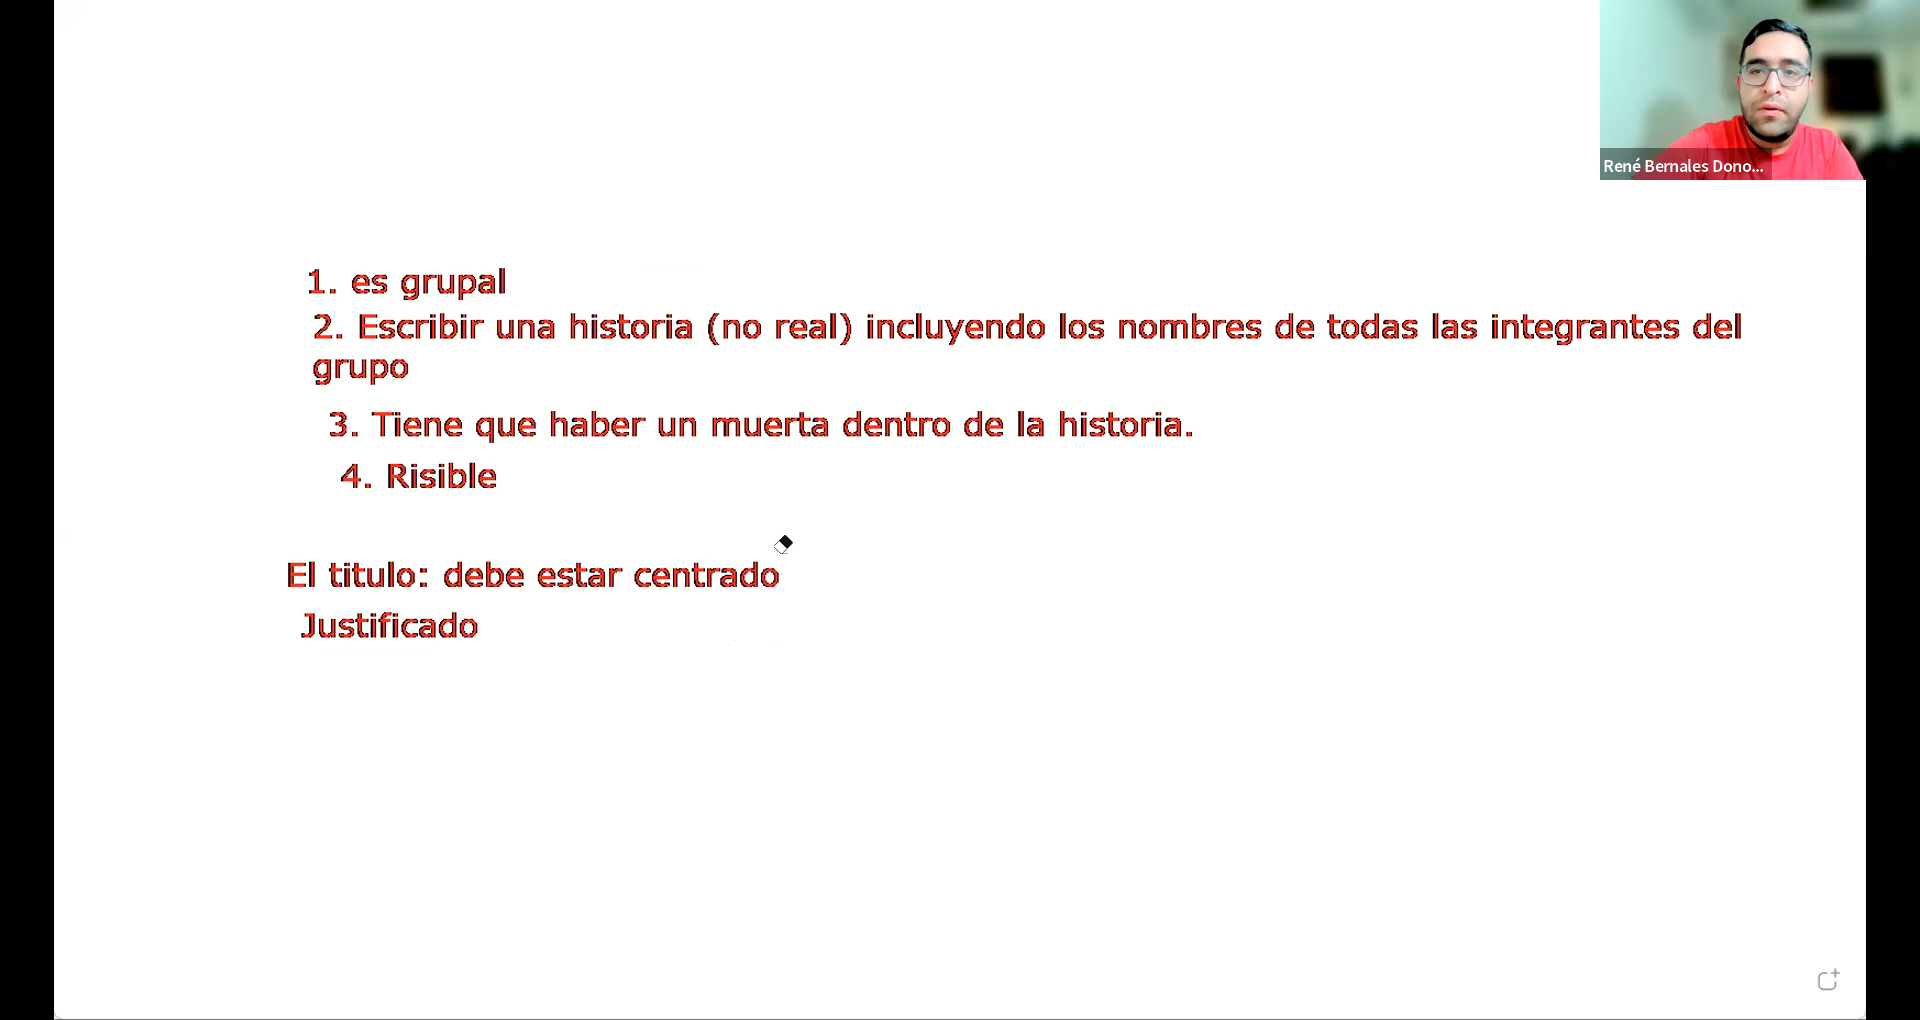 René Bernales Dono...
1. es grupal
2. Escribir una historia (no real) incluyendo los nombres de todas las integrantes del
grupo
3. Tiene que haber un muerta dentro de la historia.
4. Risible
El titulo: debe estar centrado
Justificado